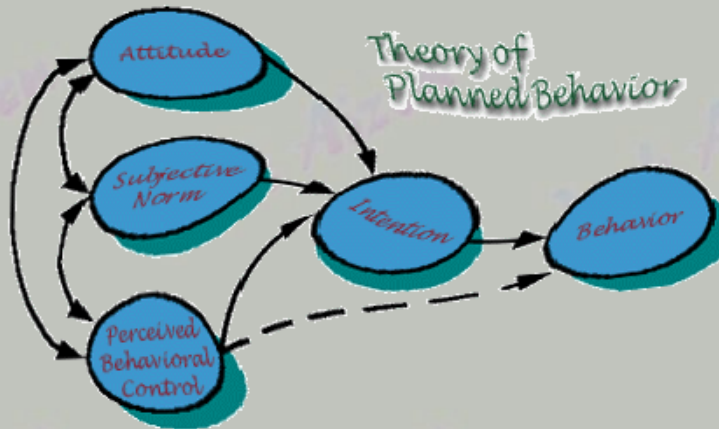 Attitude
Theory of
Planned Behavior
Subjective
Norm
Intention
Behavior
Perceived
Behavioral
Control